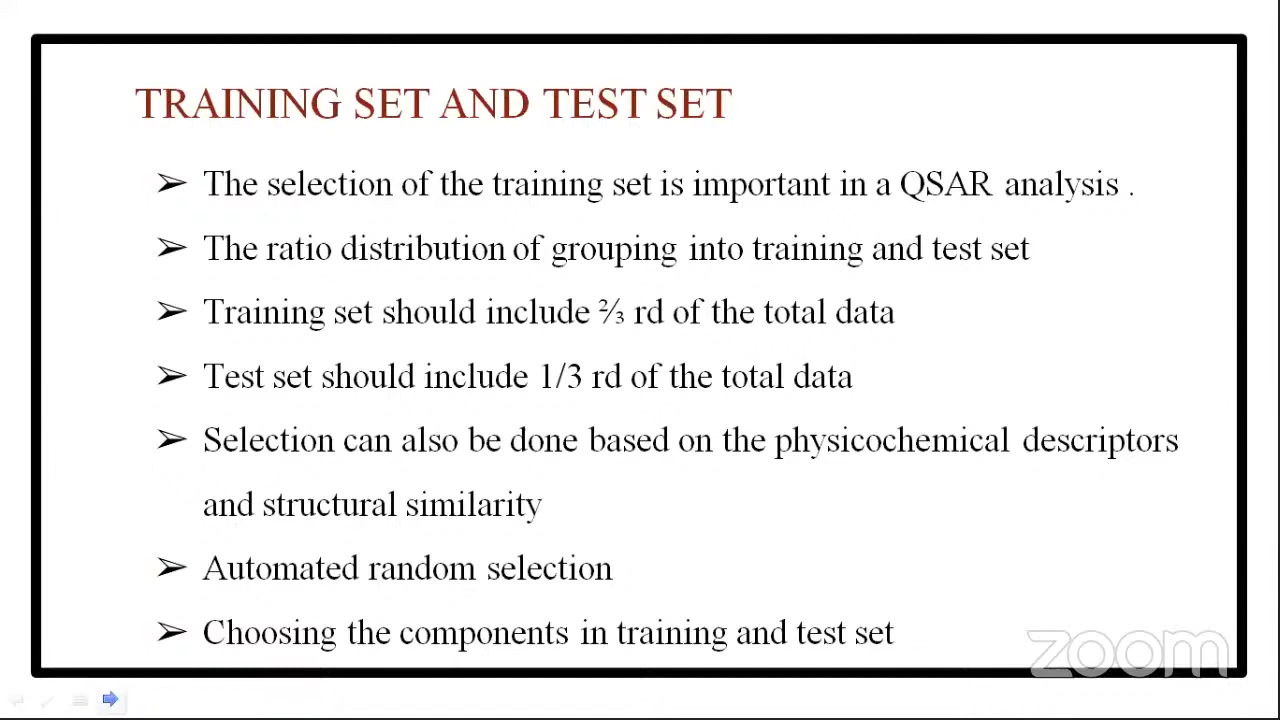 TRAINING SET AND TEST SET
➢ The selection of the training set is important in a QSAR analysis .
➢ The ratio distribution of grouping into training and test set
➢ Training set should include ⅔ rd of the total data
➢ Test set should include 1/3 rd of the total data
➢ Selection can also be done based on the physicochemical descriptors
and structural similarity
➢ Automated random selection
➢ Choosing the components in training and test set
zoom